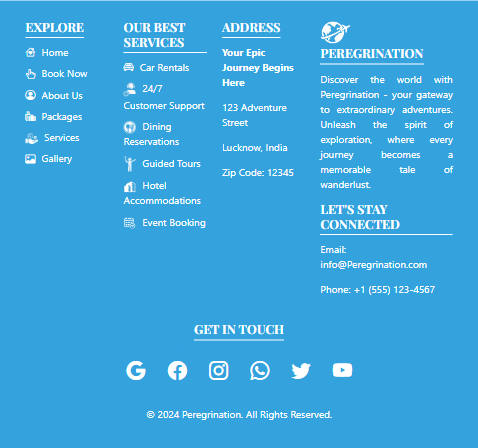 EXPLORE
Home
Book Now
About Us
Packages
Services
Gallery
OUR BEST
SERVICES
Car Rentals
24/7
Customer Support
Dining
Reservations
Guided Tours
Hotel
Accommodations
Event Booking
ADDRESS
Your Epic
Journey Begins
Here
123 Adventure
Street
Lucknow, India
Zip Code: 12345
PEREGRINATION
Discover the world with
Peregrination - your gateway
to extraordinary adventures.
Unleash the spirit of
exploration, where every
journey becomes a
memorable tale of
wanderlust.
LET'S STAY
CONNECTED
Email:
info@Peregrination.com
Phone: +1 (555) 123-4567
GET IN TOUCH
© 2024 Peregrination. All Rights Reserved.